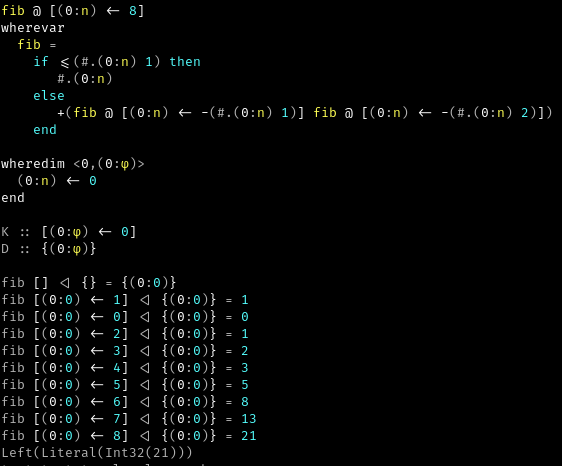 fib @ [(0:n) ← 8]
wherevar
  fib =
    if ⩽(#.(0:n) 1) then
       #.(0:n)
    else
       +(fib @ [(0:n) ← -(#.(0:n) 1)] fib @ [(0:n) ← -(#.(0:n) 2)])
    end

wheredim <0,(0:φ)>
  (0:n) ← 0
end

K :: [(0:φ) ← 0]
D :: {(0:φ)}

fib [] ◁ {} = {(0:0)}
fib [(0:0) ← 1] ◁ {(0:0)} = 1
fib [(0:0) ← 0] ◁ {(0:0)} = 0
fib [(0:0) ← 2] ◁ {(0:0)} = 1
fib [(0:0) ← 3] ◁ {(0:0)} = 2
fib [(0:0) ← 4] ◁ {(0:0)} = 3
fib [(0:0) ← 5] ◁ {(0:0)} = 5
fib [(0:0) ← 6] ◁ {(0:0)} = 8
fib [(0:0) ← 7] ◁ {(0:0)} = 13
fib [(0:0) ← 8] ◁ {(0:0)} = 21
Left(Literal(Int32(21)))